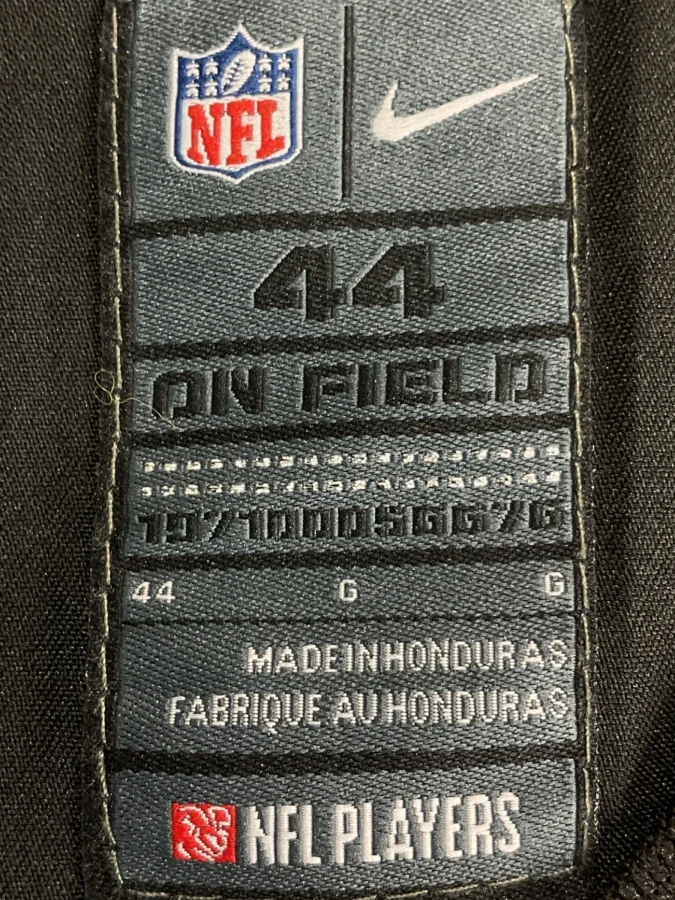 NFL
44
ON FIELD
44 G G
MADE IN HONDURAS
FABRIQUE AU HONDURAS
NFL PLAYERS